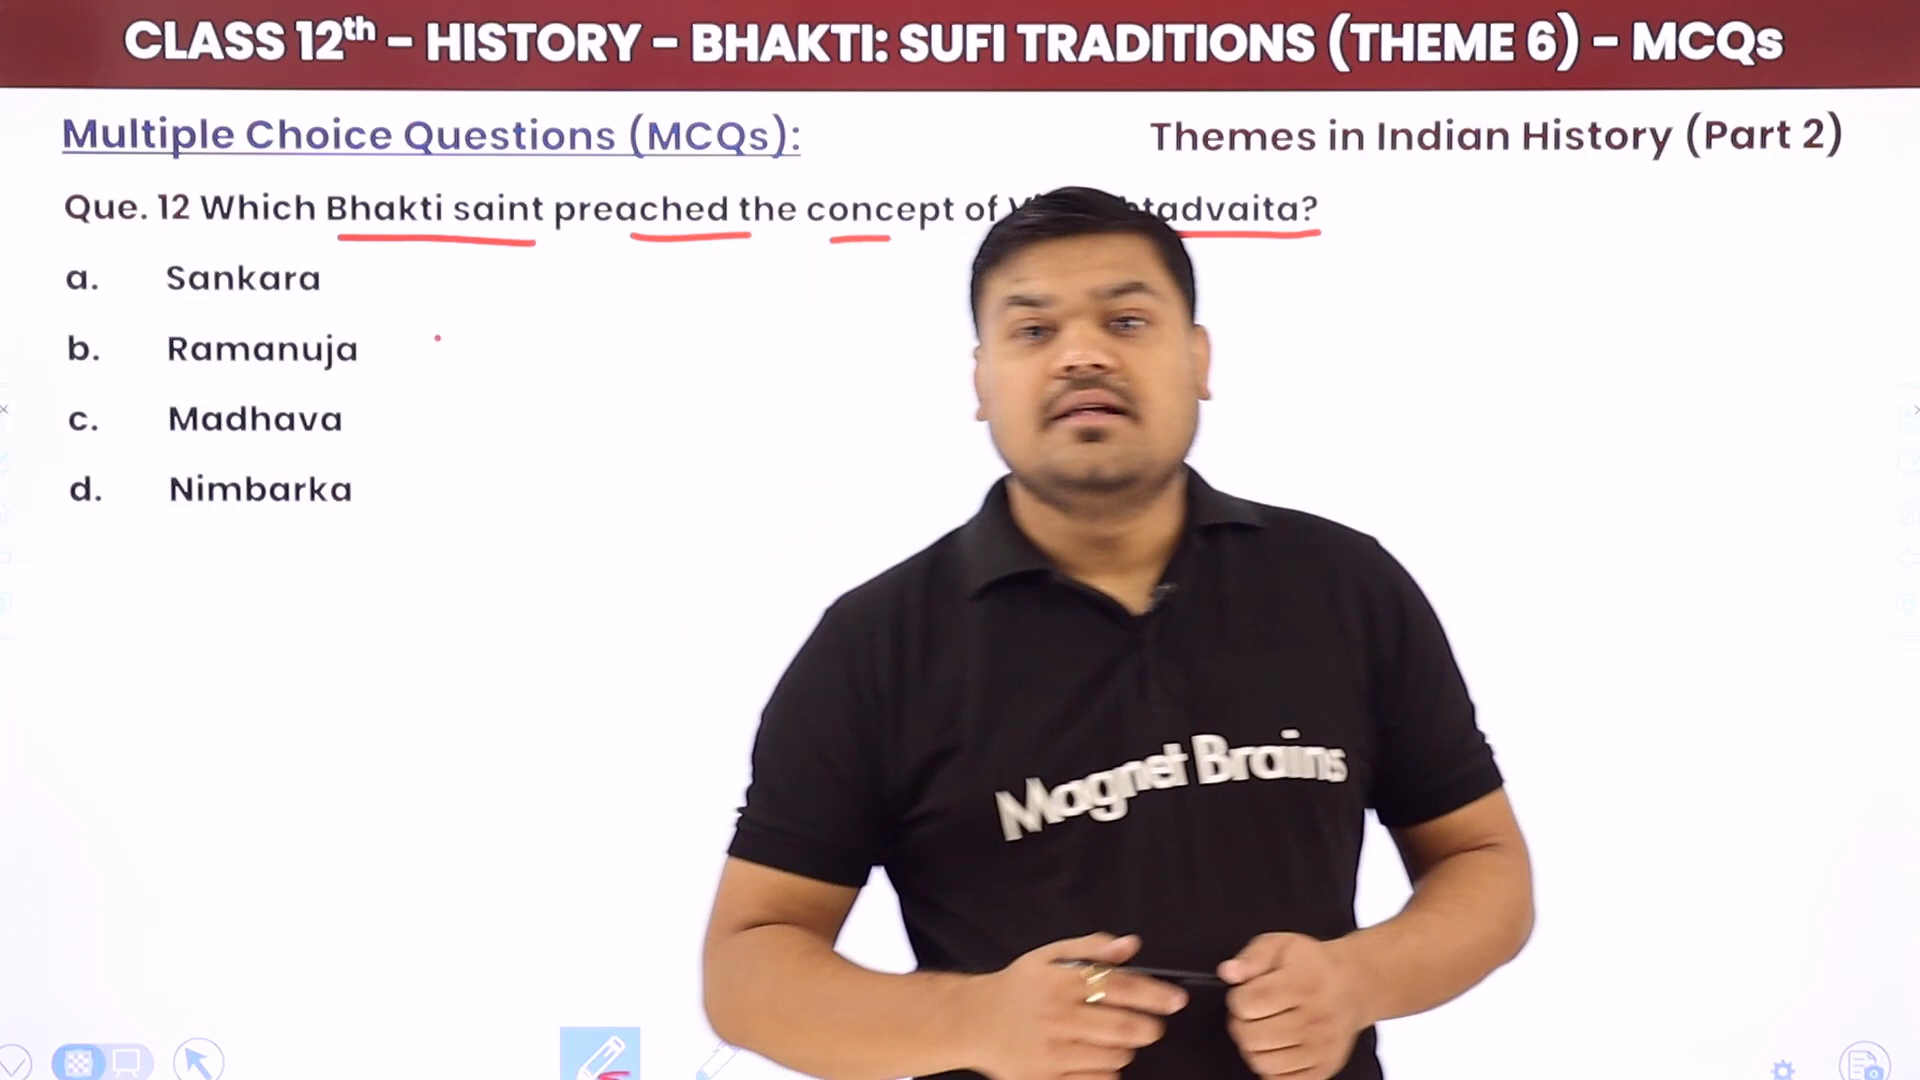 CLASS 12th - HISTORY - BHAKTI: SUFI TRADITIONS (THEME 6) - MCQs
Multiple Choice Questions (MCQs):
Themes in Indian History (Part 2)
Que. 12 Which Bhakti saint preached the concept of tadvaita?
a. Sankara
b. Ramanuja
c. Madhava
d. Nimbarka
Magnet Brains